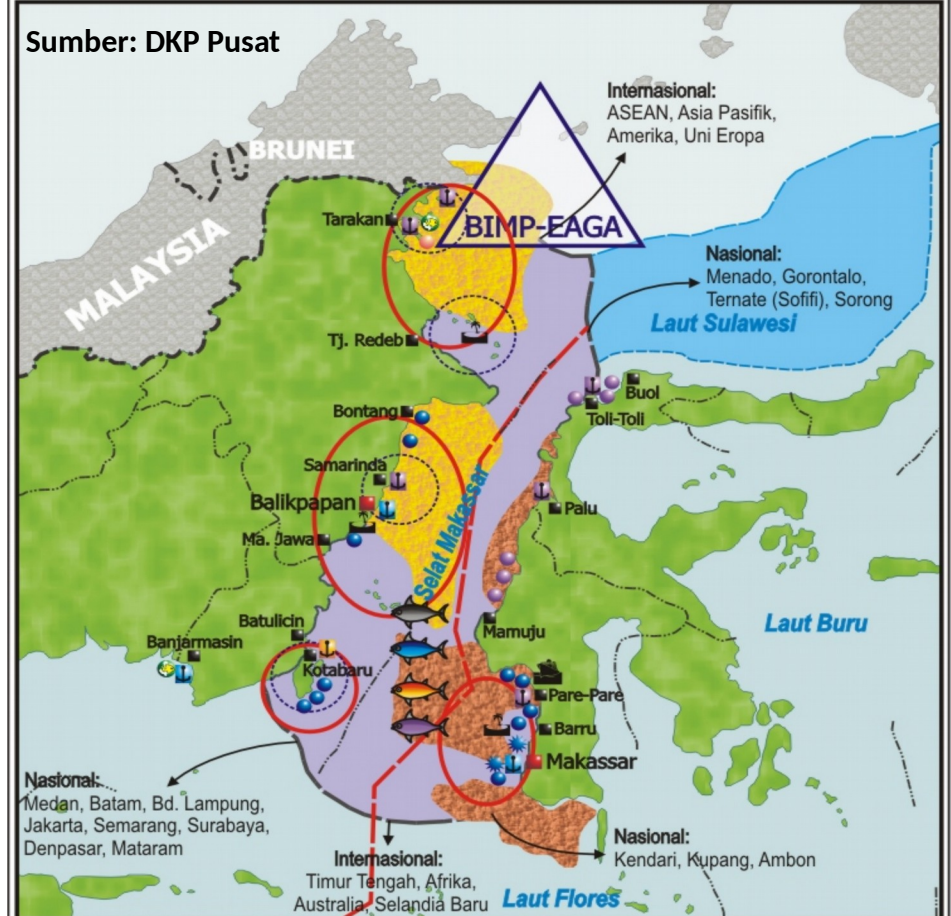 Sumber: DKP Pusat
Internasional:
ASEAN, Asia Pasifik,
Amerika, Uni Eropa
BRUNEI
MALAYSIA
Tarakan
BIMP-EAGA
Nasional:
Menado, Gorontalo,
Ternate (Sofifi), Sorong
Laut Sulawesi
Tj. Redeb
Buol
Toli-Toli
Bontang
Samarinda
Balikpapan
Palu
Ma. Jawa
Selat Makassar
Batulicin
Mamuju
Laut Buru
Banjarmasin
Kotabaru
Pare-Pare
Barru
Makassar
Nasional:
Medan, Batam, Bd. Lampung,
Jakarta, Semarang, Surabaya,
Denpasar, Mataram
Nasional:
Kendari, Kupang, Ambon
Internasional:
Timur Tengah, Afrika,
Australia, Selandia Baru
Laut Flores